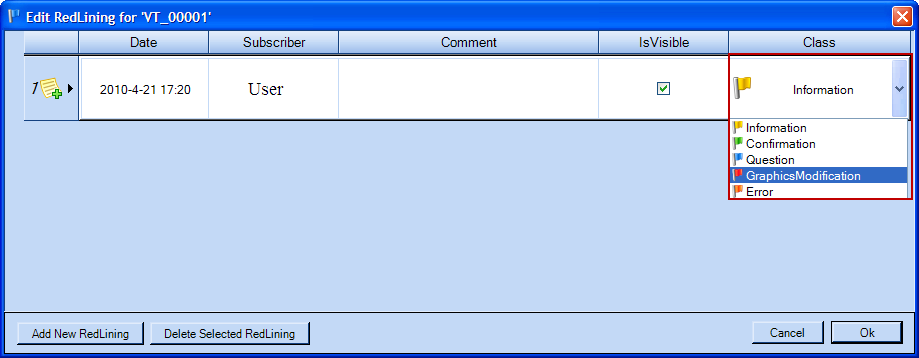 Edit RedLining for 'VT_00001'
Date Subscriber Comment IsVisible Class
1 2010-4-21 17:20 User Information
Information
Confirmation
Question
GraphicsModification
Error
Add New RedLining Delete Selected RedLining Cancel Ok